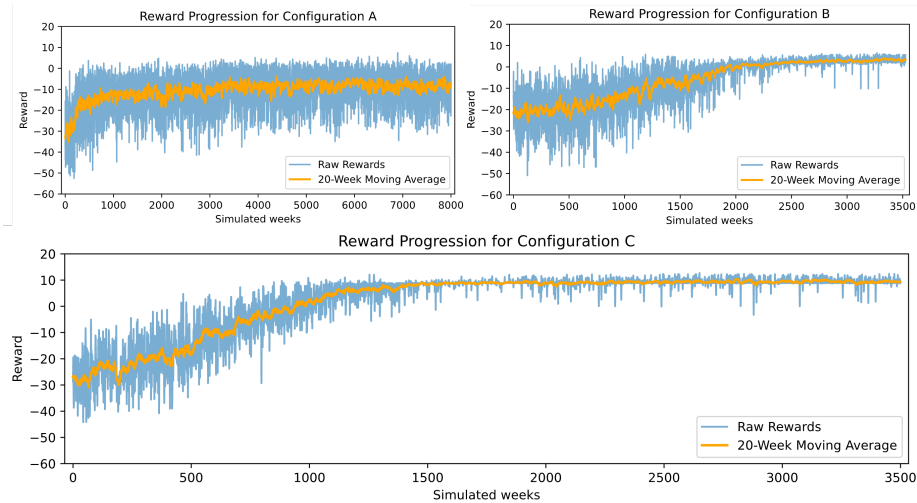 Reward Progression for Configuration A
20
10
0
−10
−20
−30
−40
−50
−60
Reward
0 1000 2000 3000 4000 5000 6000 7000 8000
Simulated weeks
Raw Rewards
20-Week Moving Average
Reward Progression for Configuration B
20
10
0
−10
−20
−30
−40
−50
−60
Reward
0 500 1000 1500 2000 2500 3000 3500
Simulated weeks
Raw Rewards
20-Week Moving Average
Reward Progression for Configuration C
20
10
0
−10
−20
−30
−40
−50
−60
Reward
0 500 1000 1500 2000 2500 3000 3500
Simulated weeks
Raw Rewards
20-Week Moving Average